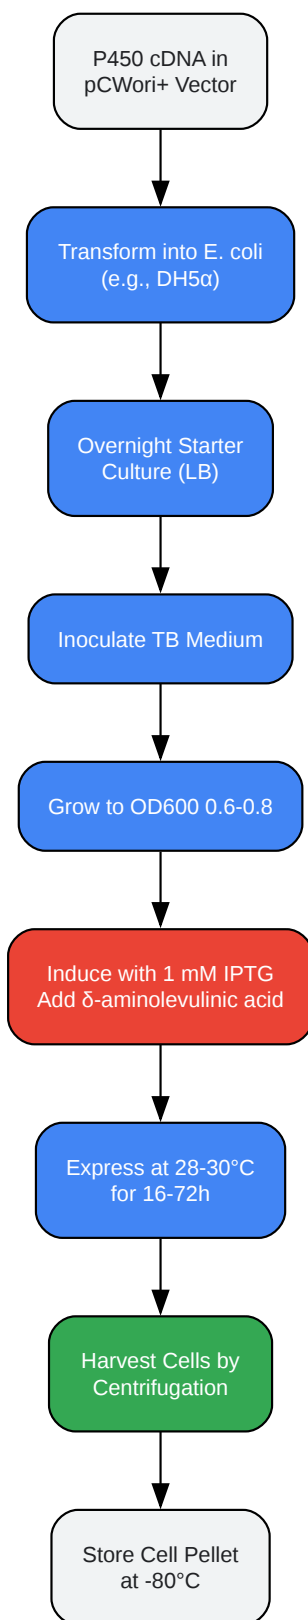 P450 cDNA in
pCWori+ Vector
Transform into E. coli
(e.g., DH5α)
Overnight Starter
Culture (LB)
Inoculate TB Medium
Grow to OD600 0.6-0.8
Induce with 1 mM IPTG
Add δ-aminolevulinic acid
Express at 28-30°C
for 16-72h
Harvest Cells by
Centrifugation
Store Cell Pellet
at -80°C